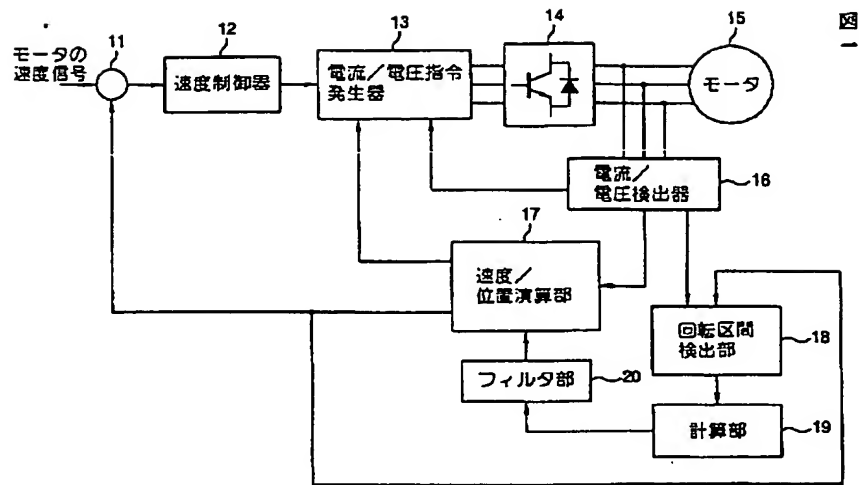 図一
モータの
速度信号
11
12
速度制御器
13
電流/電圧指令
発生器
14
15
モータ
電流/
電圧検出器
16
17
速度/
位置演算部
回転区間
検出部
18
フィルタ部
20
計算部
19